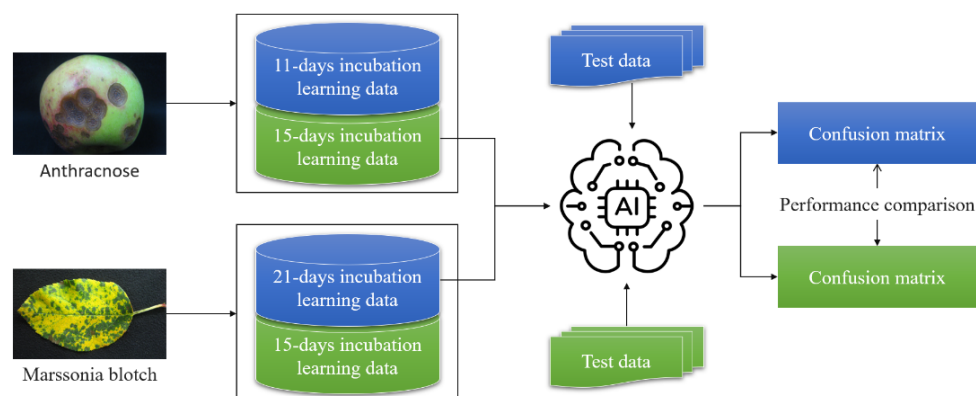 11-days incubation
learning data
15-days incubation
learning data
Anthracnose
21-days incubation
learning data
15-days incubation
learning data
Marssonia blotch
Test data
AI
Test data
Confusion matrix
Performance comparison
Confusion matrix